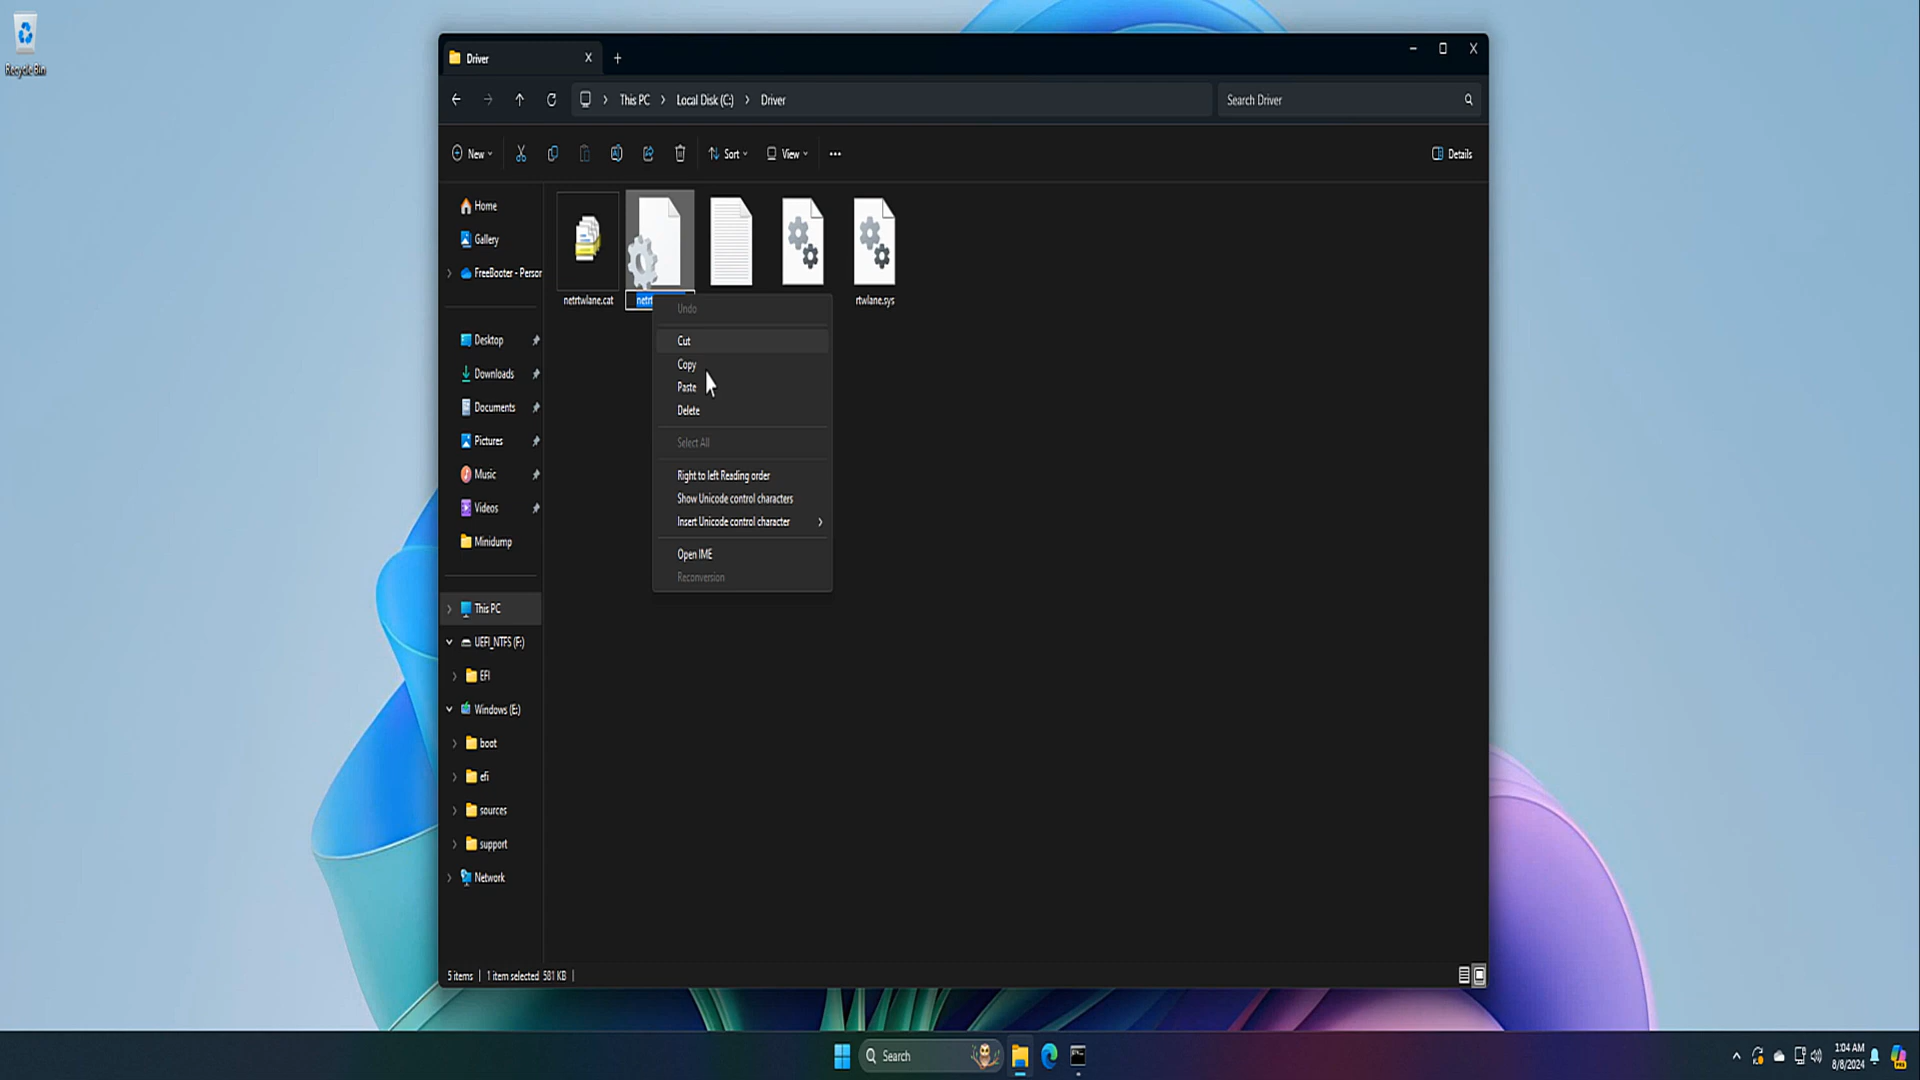 Recycle Bin
Driver
This PC > Local Disk (C:) > Driver
Search Driver
New
Sort
View
Details
Home
Gallery
FreeBooter - Persor
Desktop
Downloads
Documents
Pictures
Music
Videos
Minidump
This PC
UEFI_NTFS (F:)
EFI
Windows (E:)
boot
efi
sources
support
Network
netrtwlane.cat
netrt
rtwlane.sys
Undo
Cut
Copy
Paste
Delete
Select All
Right to left Reading order
Show Unicode control characters
Insert Unicode control character
Open IME
Reconversion
5 items
1 item selected 581 KB
Search
1:04 AM
8/8/2024